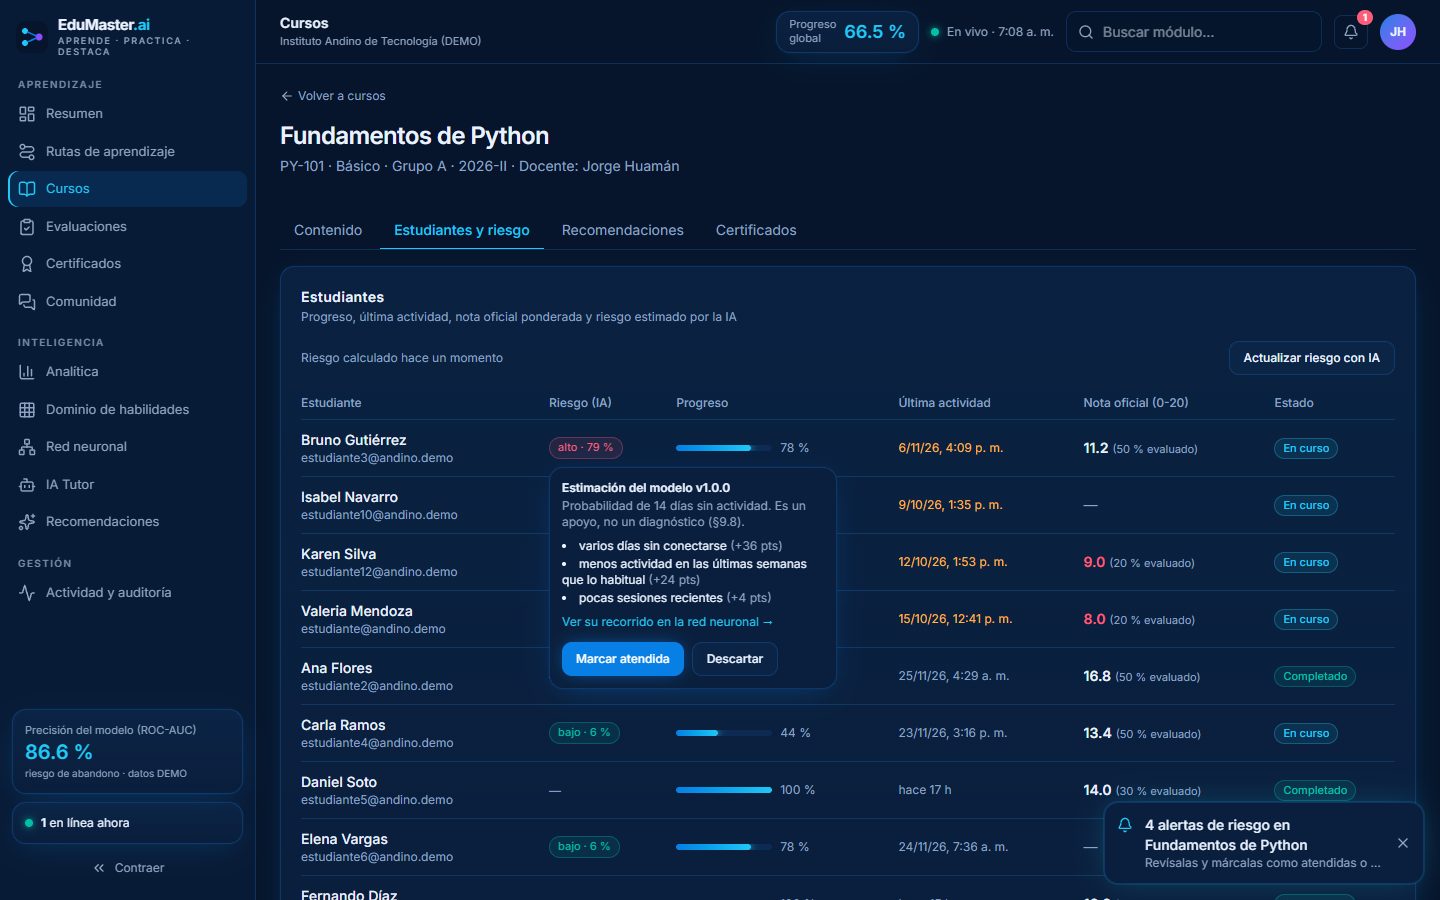 EduMaster.ai
APRENDE · PRACTICA ·
DESTACA
APRENDIZAJE
Resumen
Rutas de aprendizaje
Cursos
Evaluaciones
Certificados
Comunidad
INTELIGENCIA
Analítica
Dominio de habilidades
Red neuronal
IA Tutor
Recomendaciones
GESTIÓN
Actividad y auditoría
Precisión del modelo (ROC-AUC)
86.6 %
riesgo de abandono · datos DEMO
1 en línea ahora
Contraer
Cursos
Instituto Andino de Tecnología (DEMO)
Progreso
global
66.5 %
En vivo · 7:08 a. m.
Buscar módulo...
1
JH
← Volver a cursos
Fundamentos de Python
PY-101 · Básico · Grupo A · 2026-II · Docente: Jorge Huamán
Contenido Estudiantes y riesgo Recomendaciones Certificados
Estudiantes
Progreso, última actividad, nota oficial ponderada y riesgo estimado por la IA
Riesgo calculado hace un momento
Actualizar riesgo con IA
Estudiante Riesgo (IA) Progreso Última actividad Nota oficial (0-20) Estado
Bruno Gutiérrez
estudiante3@andino.demo
alto · 79 % 78 % 6/11/26, 4:09 p. m. 11.2 (50 % evaluado) En curso
Estimación del modelo v1.0.0
Probabilidad de 14 días sin actividad. Es un
apoyo, no un diagnóstico (§9.8).
• varios días sin conectarse (+36 pts)
• menos actividad en las últimas semanas
que lo habitual (+24 pts)
• pocas sesiones recientes (+4 pts)
Ver su recorrido en la red neuronal →
Marcar atendida Descartar
Isabel Navarro
estudiante10@andino.demo
9/10/26, 1:35 p. m. — En curso
Karen Silva
estudiante12@andino.demo
12/10/26, 1:53 p. m. 9.0 (20 % evaluado) En curso
Valeria Mendoza
estudiante@andino.demo
15/10/26, 12:41 p. m. 8.0 (20 % evaluado) En curso
Ana Flores
estudiante2@andino.demo
25/11/26, 4:29 a. m. 16.8 (50 % evaluado) Completado
Carla Ramos
estudiante4@andino.demo
bajo · 6 % 44 % 23/11/26, 3:16 p. m. 13.4 (50 % evaluado) En curso
Daniel Soto
estudiante5@andino.demo
— 100 % hace 17 h 14.0 (30 % evaluado) Completado
Elena Vargas
estudiante6@andino.demo
bajo · 6 % 78 % 24/11/26, 7:36 a. m. —
Fernando Díaz
4 alertas de riesgo en
Fundamentos de Python
Revísalas y márcalas como atendidas o ...